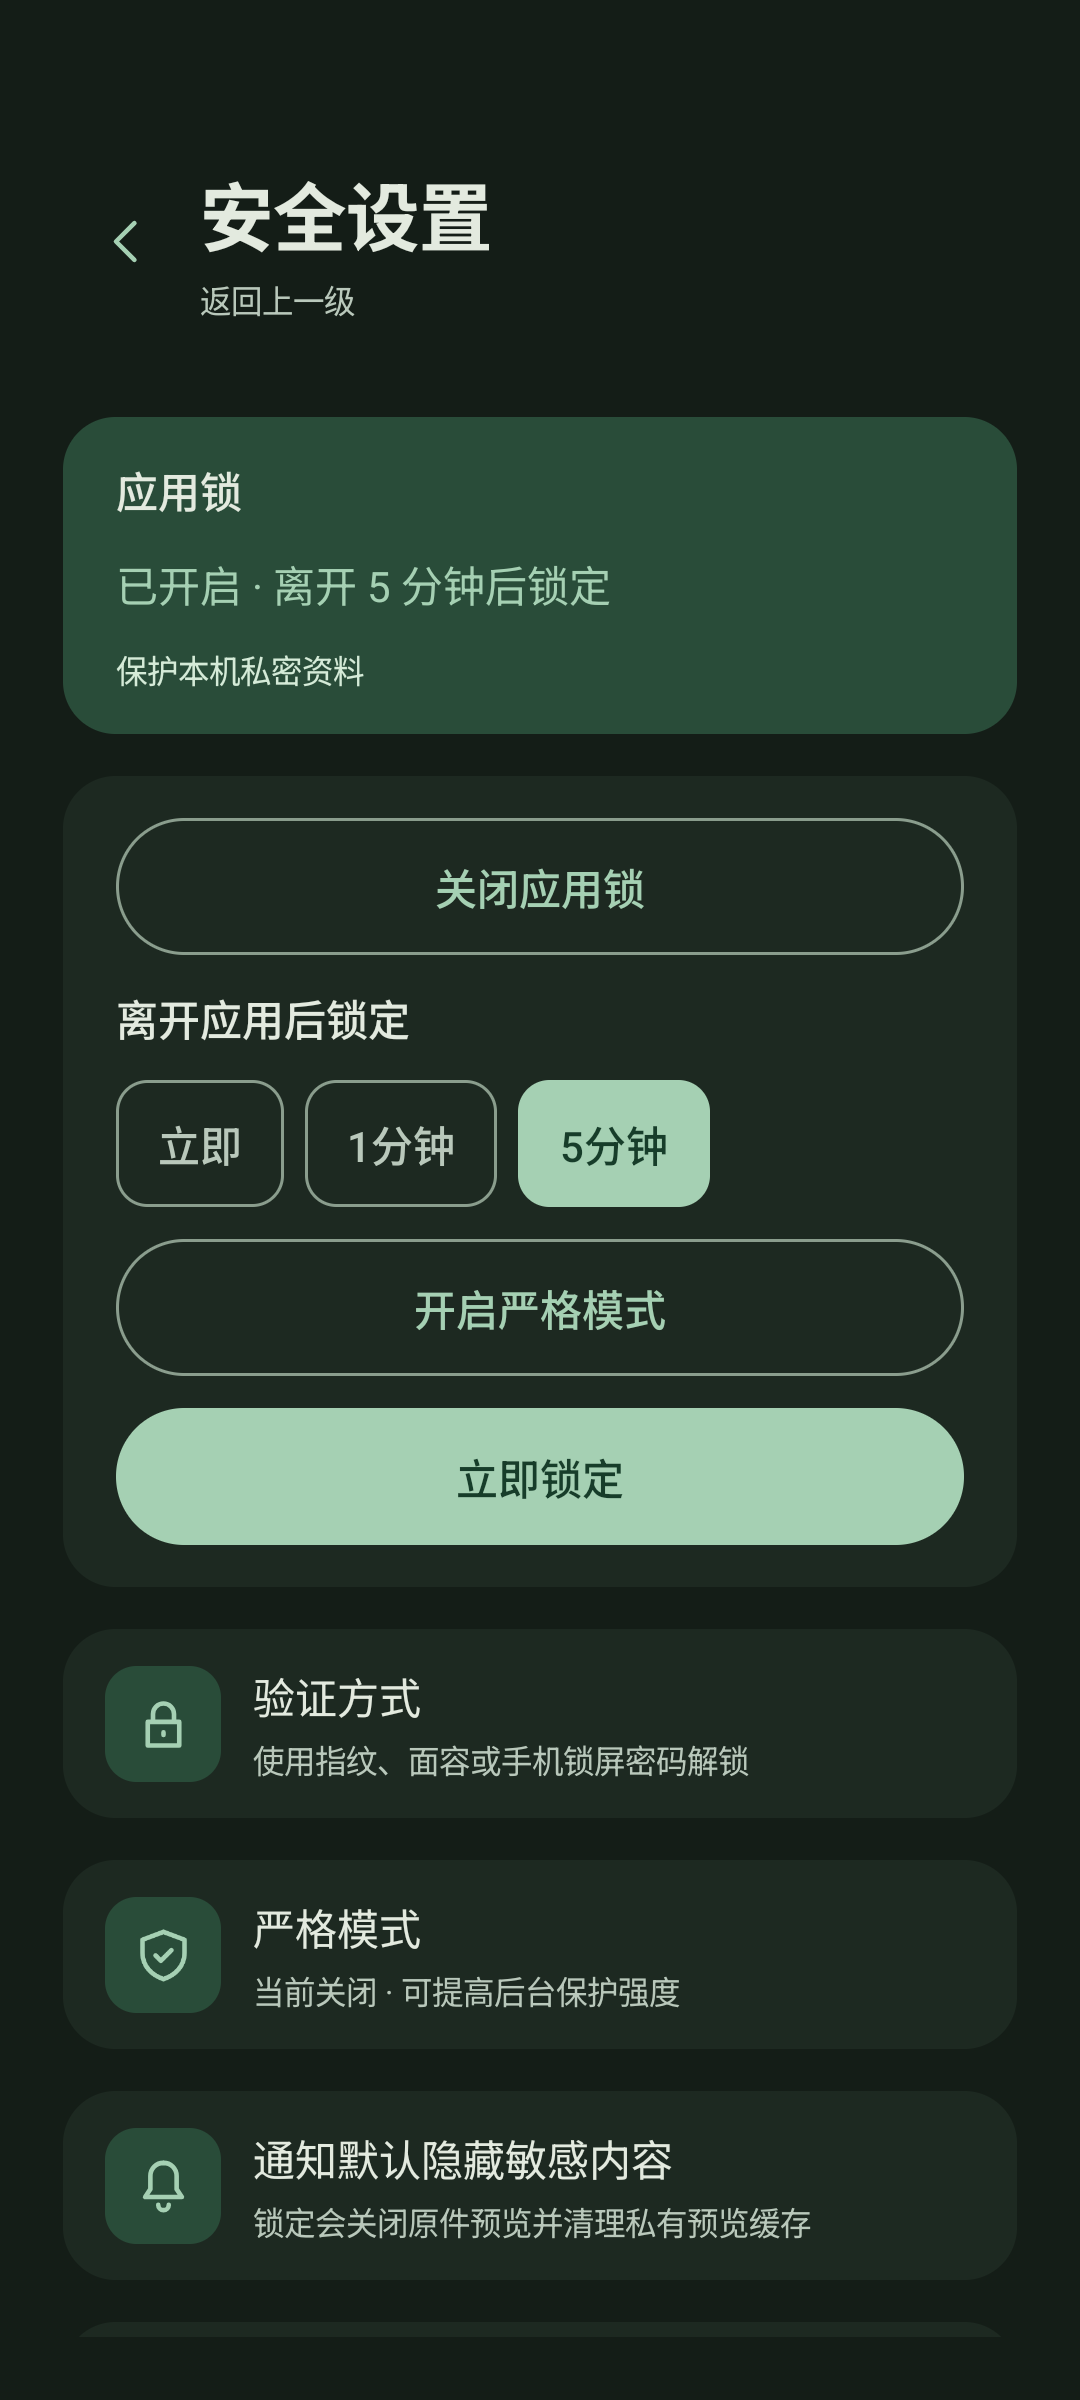 安全设置
返回上一级
应用锁
已开启 · 离开 5 分钟后锁定
保护本机私密资料
关闭应用锁
离开应用后锁定
立即 1分钟 5分钟
开启严格模式
立即锁定
验证方式
使用指纹、面容或手机锁屏密码解锁
严格模式
当前关闭 · 可提高后台保护强度
通知默认隐藏敏感内容
锁定会关闭原件预览并清理私有预览缓存